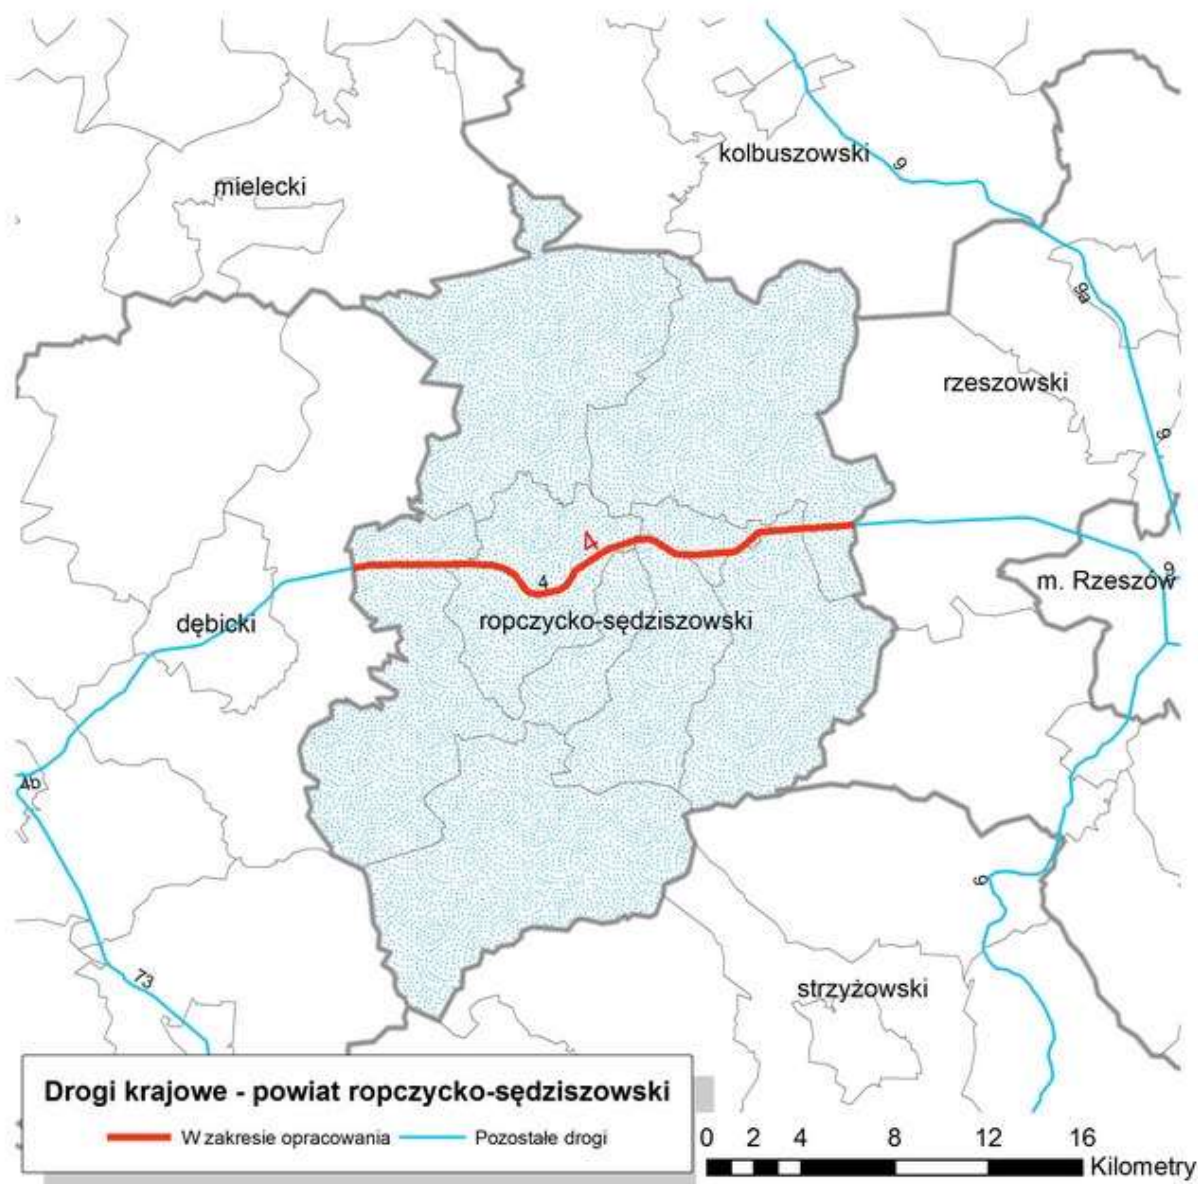 kolbuszowski
9
mielecki
9a
rzeszowski
9
4
4
9
m. Rzeszów
dębicki
ropczycko-sędziszowski
4b
9
73
strzyżowski
Drogi krajowe - powiat ropczycko-sędziszowski
W zakresie opracowania Pozostałe drogi
0 2 4 8 12 16
Kilometry